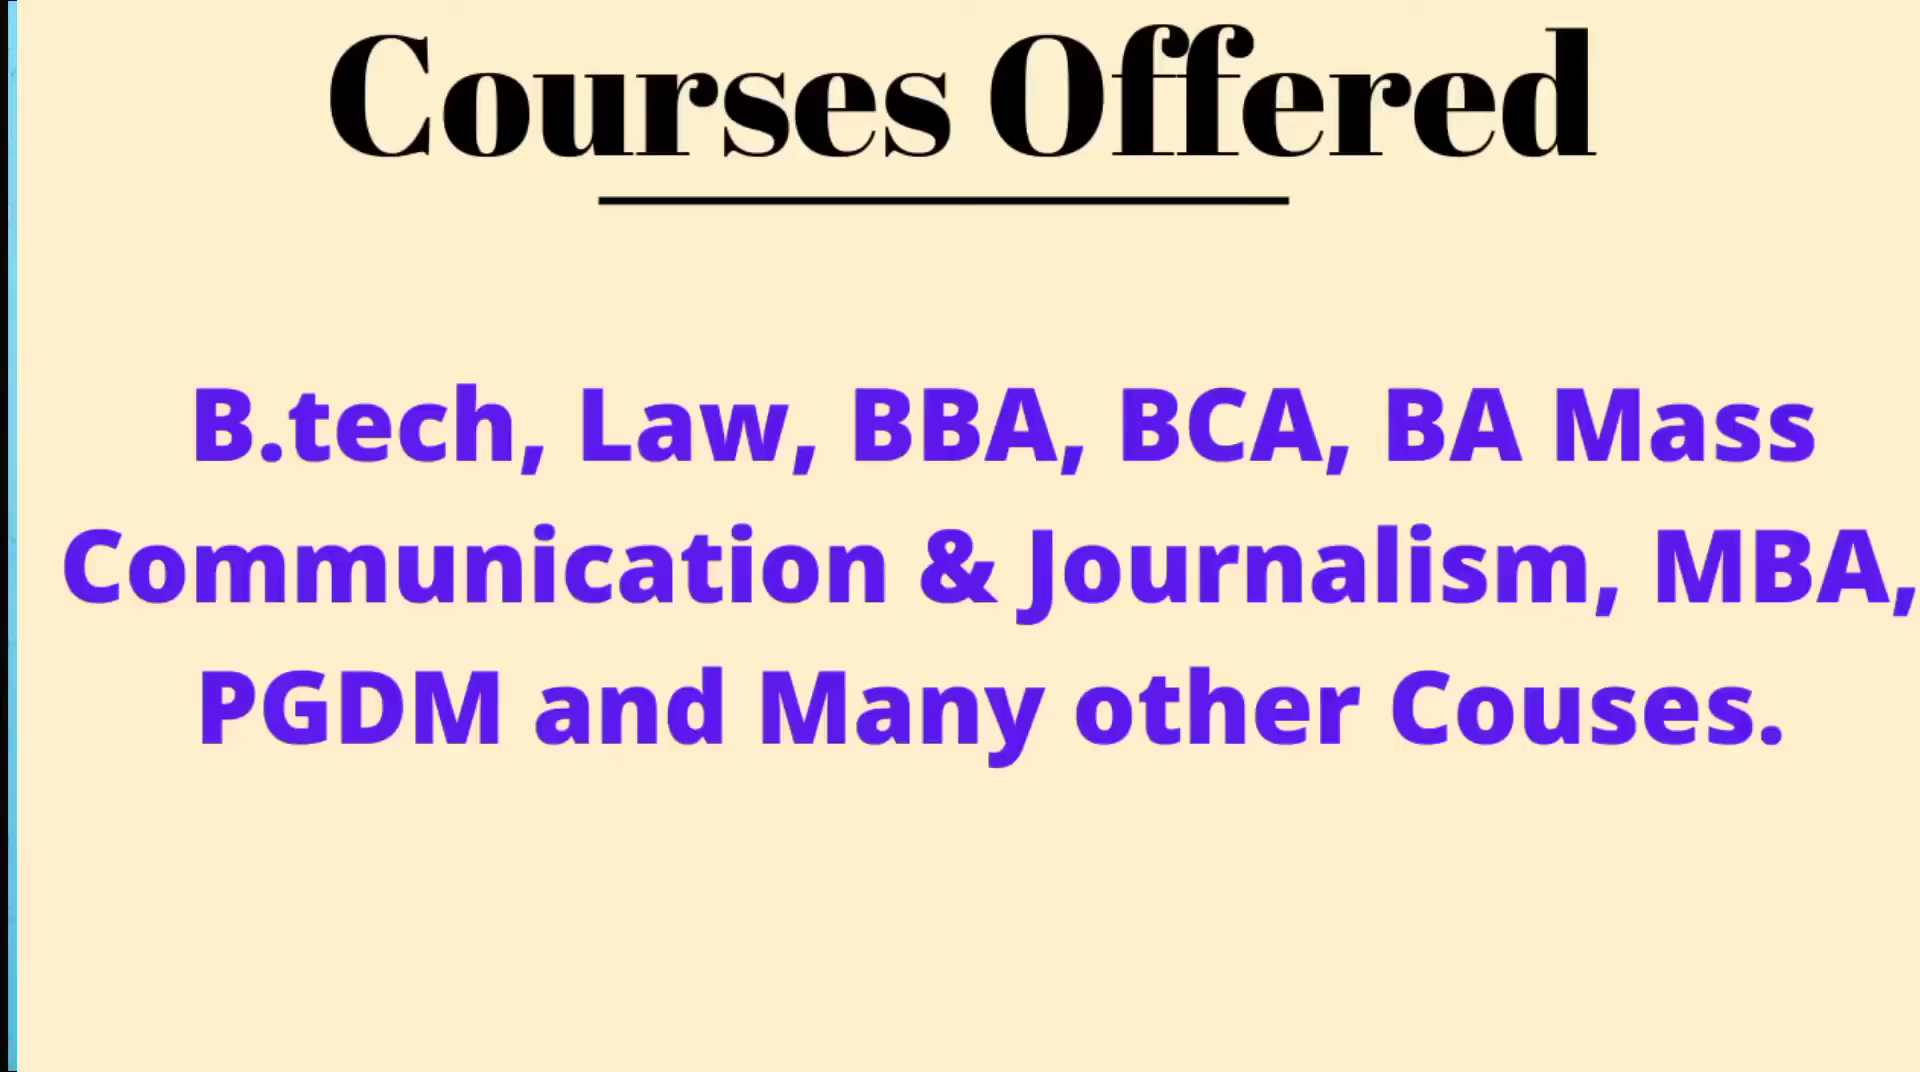 Courses Offered
B.tech, Law, BBA, BCA, BA Mass
Communication & Journalism, MBA,
PGDM and Many other Couses.